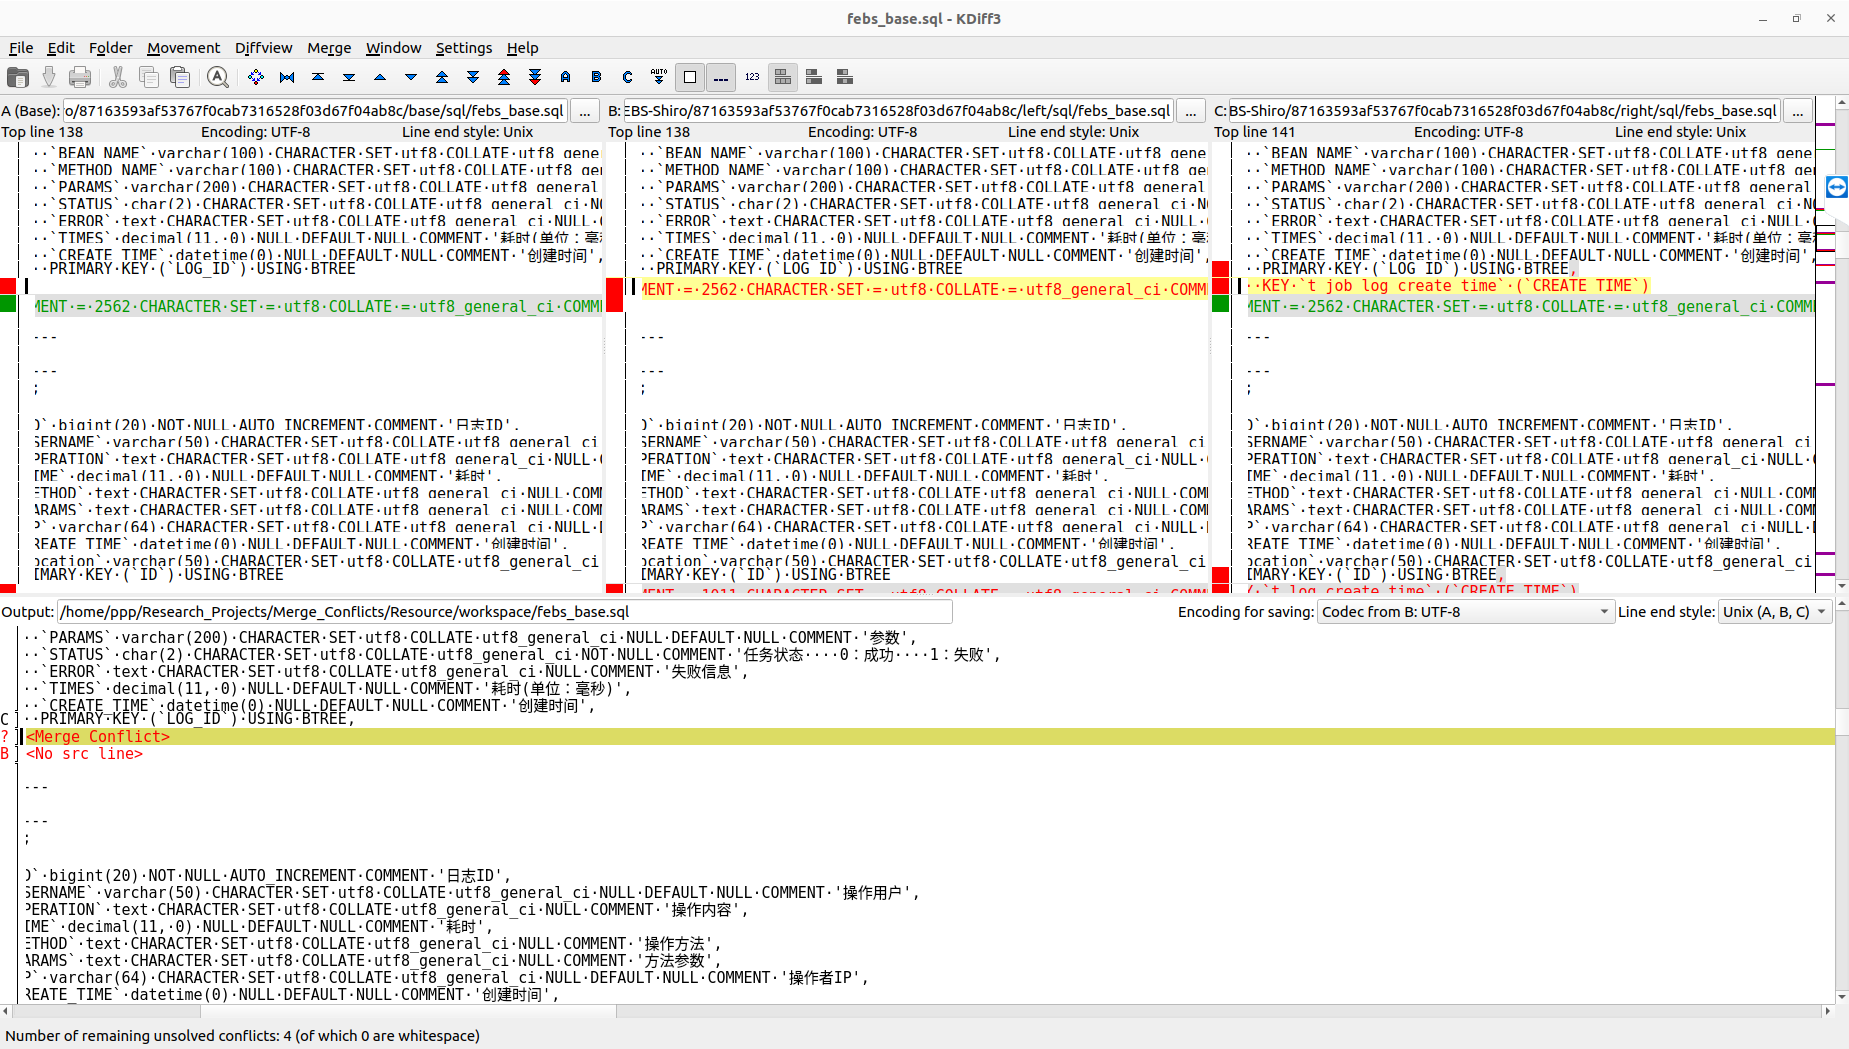 febs_base.sql - KDiff3
File Edit Folder Movement Diffview Merge Window Settings Help
A B C AUTO 123
A (Base): o/87163593af53767f0cab7316528f03d67f04ab8c/base/sql/febs_base.sql ...
Top line 138 Encoding: UTF-8 Line end style: Unix
··`BEAN_NAME`·varchar(100)·CHARACTER·SET·utf8·COLLATE·utf8_gene
··`METHOD_NAME`·varchar(100)·CHARACTER·SET·utf8·COLLATE·utf8_ge
··`PARAMS`·varchar(200)·CHARACTER·SET·utf8·COLLATE·utf8_general
··`STATUS`·char(2)·CHARACTER·SET·utf8·COLLATE·utf8_general_ci·NO
··`ERROR`·text·CHARACTER·SET·utf8·COLLATE·utf8_general_ci·NULL·
··`TIMES`·decimal(11,·0)·NULL·DEFAULT·NULL·COMMENT·'耗时(单位：毫秒
··`CREATE_TIME`·datetime(0)·NULL·DEFAULT·NULL·COMMENT·'创建时间',
··PRIMARY·KEY·(`LOG_ID`)·USING·BTREE
MENT·=·2562·CHARACTER·SET·=·utf8·COLLATE·=·utf8_general_ci·COMM
---
---
;
D`·bigint(20)·NOT·NULL·AUTO_INCREMENT·COMMENT·'日志ID',
SERNAME`·varchar(50)·CHARACTER·SET·utf8·COLLATE·utf8_general_ci
PERATION`·text·CHARACTER·SET·utf8·COLLATE·utf8_general_ci·NULL·
IME`·decimal(11,·0)·NULL·DEFAULT·NULL·COMMENT·'耗时',
ETHOD`·text·CHARACTER·SET·utf8·COLLATE·utf8_general_ci·NULL·COM
ARAMS`·text·CHARACTER·SET·utf8·COLLATE·utf8_general_ci·NULL·COM
P`·varchar(64)·CHARACTER·SET·utf8·COLLATE·utf8_general_ci·NULL·D
REATE_TIME`·datetime(0)·NULL·DEFAULT·NULL·COMMENT·'创建时间',
ocation`·varchar(50)·CHARACTER·SET·utf8·COLLATE·utf8_general_ci
IMARY·KEY·(`ID`)·USING·BTREE
B: EBS-Shiro/87163593af53767f0cab7316528f03d67f04ab8c/left/sql/febs_base.sql ...
Top line 138 Encoding: UTF-8 Line end style: Unix
··`BEAN_NAME`·varchar(100)·CHARACTER·SET·utf8·COLLATE·utf8_gene
··`METHOD_NAME`·varchar(100)·CHARACTER·SET·utf8·COLLATE·utf8_ge
··`PARAMS`·varchar(200)·CHARACTER·SET·utf8·COLLATE·utf8_general
··`STATUS`·char(2)·CHARACTER·SET·utf8·COLLATE·utf8_general_ci·NO
··`ERROR`·text·CHARACTER·SET·utf8·COLLATE·utf8_general_ci·NULL·
··`TIMES`·decimal(11,·0)·NULL·DEFAULT·NULL·COMMENT·'耗时(单位：毫秒
··`CREATE_TIME`·datetime(0)·NULL·DEFAULT·NULL·COMMENT·'创建时间',
··PRIMARY·KEY·(`LOG_ID`)·USING·BTREE
MENT·=·2562·CHARACTER·SET·=·utf8·COLLATE·=·utf8_general_ci·COMM
---
---
;
D`·bigint(20)·NOT·NULL·AUTO_INCREMENT·COMMENT·'日志ID',
SERNAME`·varchar(50)·CHARACTER·SET·utf8·COLLATE·utf8_general_ci
PERATION`·text·CHARACTER·SET·utf8·COLLATE·utf8_general_ci·NULL·
IME`·decimal(11,·0)·NULL·DEFAULT·NULL·COMMENT·'耗时',
ETHOD`·text·CHARACTER·SET·utf8·COLLATE·utf8_general_ci·NULL·COM
ARAMS`·text·CHARACTER·SET·utf8·COLLATE·utf8_general_ci·NULL·COM
P`·varchar(64)·CHARACTER·SET·utf8·COLLATE·utf8_general_ci·NULL·D
REATE_TIME`·datetime(0)·NULL·DEFAULT·NULL·COMMENT·'创建时间',
ocation`·varchar(50)·CHARACTER·SET·utf8·COLLATE·utf8_general_ci
IMARY·KEY·(`ID`)·USING·BTREE
MENT·=·1011·CHARACTER·SET·=·utf8·COLLATE·=·utf8_general_ci·COMM
C: BS-Shiro/87163593af53767f0cab7316528f03d67f04ab8c/right/sql/febs_base.sql ...
Top line 141 Encoding: UTF-8 Line end style: Unix
··`BEAN_NAME`·varchar(100)·CHARACTER·SET·utf8·COLLATE·utf8_gene
··`METHOD_NAME`·varchar(100)·CHARACTER·SET·utf8·COLLATE·utf8_ge
··`PARAMS`·varchar(200)·CHARACTER·SET·utf8·COLLATE·utf8_general
··`STATUS`·char(2)·CHARACTER·SET·utf8·COLLATE·utf8_general_ci·NO
··`ERROR`·text·CHARACTER·SET·utf8·COLLATE·utf8_general_ci·NULL·
··`TIMES`·decimal(11,·0)·NULL·DEFAULT·NULL·COMMENT·'耗时(单位：毫秒
··`CREATE_TIME`·datetime(0)·NULL·DEFAULT·NULL·COMMENT·'创建时间',
··PRIMARY·KEY·(`LOG_ID`)·USING·BTREE,
··KEY·`t_job_log_create_time`·(`CREATE_TIME`)
MENT·=·2562·CHARACTER·SET·=·utf8·COLLATE·=·utf8_general_ci·COMM
---
---
;
D`·bigint(20)·NOT·NULL·AUTO_INCREMENT·COMMENT·'日志ID',
SERNAME`·varchar(50)·CHARACTER·SET·utf8·COLLATE·utf8_general_ci
PERATION`·text·CHARACTER·SET·utf8·COLLATE·utf8_general_ci·NULL·
IME`·decimal(11,·0)·NULL·DEFAULT·NULL·COMMENT·'耗时',
ETHOD`·text·CHARACTER·SET·utf8·COLLATE·utf8_general_ci·NULL·COM
ARAMS`·text·CHARACTER·SET·utf8·COLLATE·utf8_general_ci·NULL·COM
P`·varchar(64)·CHARACTER·SET·utf8·COLLATE·utf8_general_ci·NULL·D
REATE_TIME`·datetime(0)·NULL·DEFAULT·NULL·COMMENT·'创建时间',
ocation`·varchar(50)·CHARACTER·SET·utf8·COLLATE·utf8_general_ci
IMARY·KEY·(`ID`)·USING·BTREE,
Y·`t_log_create_time`·(`CREATE_TIME`)
Output: /home/ppp/Research_Projects/Merge_Conflicts/Resource/workspace/febs_base.sql Encoding for saving: Codec from B: UTF-8 Line end style: Unix (A, B, C)
··`PARAMS`·varchar(200)·CHARACTER·SET·utf8·COLLATE·utf8_general_ci·NULL·DEFAULT·NULL·COMMENT·'参数',
··`STATUS`·char(2)·CHARACTER·SET·utf8·COLLATE·utf8_general_ci·NOT·NULL·COMMENT·'任务状态····0：成功····1：失败',
··`ERROR`·text·CHARACTER·SET·utf8·COLLATE·utf8_general_ci·NULL·COMMENT·'失败信息',
··`TIMES`·decimal(11,·0)·NULL·DEFAULT·NULL·COMMENT·'耗时(单位：毫秒)',
··`CREATE_TIME`·datetime(0)·NULL·DEFAULT·NULL·COMMENT·'创建时间',
C ··PRIMARY·KEY·(`LOG_ID`)·USING·BTREE,
? <Merge Conflict>
B <No src line>
---
---
;
D`·bigint(20)·NOT·NULL·AUTO_INCREMENT·COMMENT·'日志ID',
SERNAME`·varchar(50)·CHARACTER·SET·utf8·COLLATE·utf8_general_ci·NULL·DEFAULT·NULL·COMMENT·'操作用户',
PERATION`·text·CHARACTER·SET·utf8·COLLATE·utf8_general_ci·NULL·COMMENT·'操作内容',
IME`·decimal(11,·0)·NULL·DEFAULT·NULL·COMMENT·'耗时',
ETHOD`·text·CHARACTER·SET·utf8·COLLATE·utf8_general_ci·NULL·COMMENT·'操作方法',
ARAMS`·text·CHARACTER·SET·utf8·COLLATE·utf8_general_ci·NULL·COMMENT·'方法参数',
P`·varchar(64)·CHARACTER·SET·utf8·COLLATE·utf8_general_ci·NULL·DEFAULT·NULL·COMMENT·'操作者IP',
REATE_TIME`·datetime(0)·NULL·DEFAULT·NULL·COMMENT·'创建时间',
Number of remaining unsolved conflicts: 4 (of which 0 are whitespace)